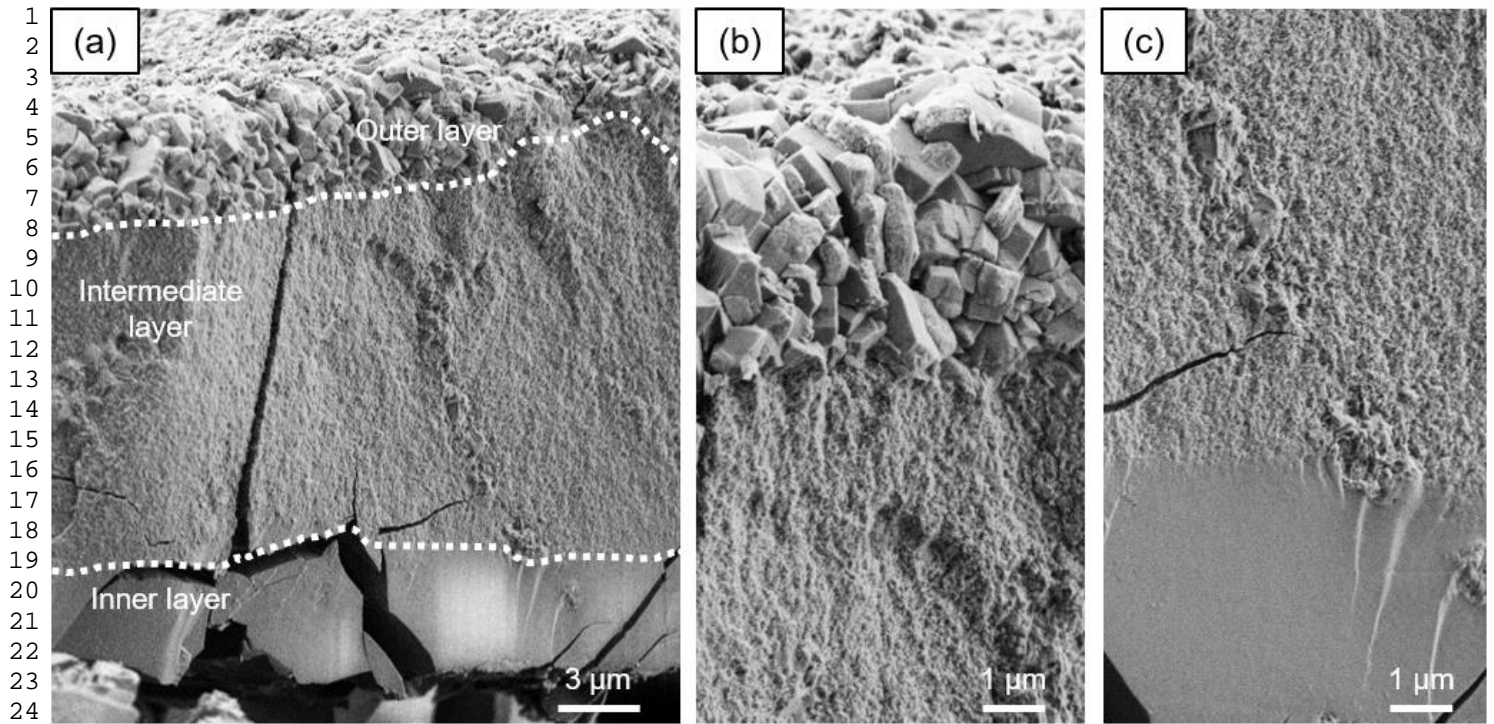 1
2
3
4
5
6
7
8
9
10
11
12
13
14
15
16
17
18
19
20
21
22
23
24
(a)
Outer layer
Intermediate
layer
Inner layer
3 μm
(b)
1 μm
(c)
1 μm